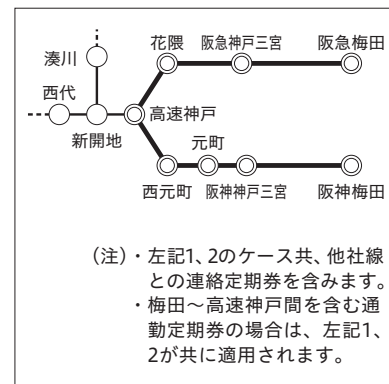 花隈 阪急神戸三宮 阪急梅田
湊川
西代
高速神戸
新開地
元町
西元町 阪神神戸三宮 阪神梅田
(注)・左記1、2のケース共、他社線
との連絡定期券を含みます。
・梅田〜高速神戸間を含む通
勤定期券の場合は、左記1、
2が共に適用されます。